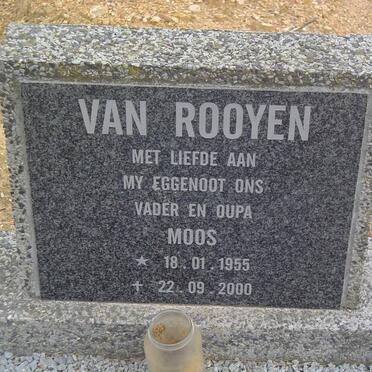 VAN ROOYEN
MET LIEFDE AAN
MY EGGENOOT ONS
VADER EN OUPA
MOOS
★ 18.01.1955
✝ 22.09.2000